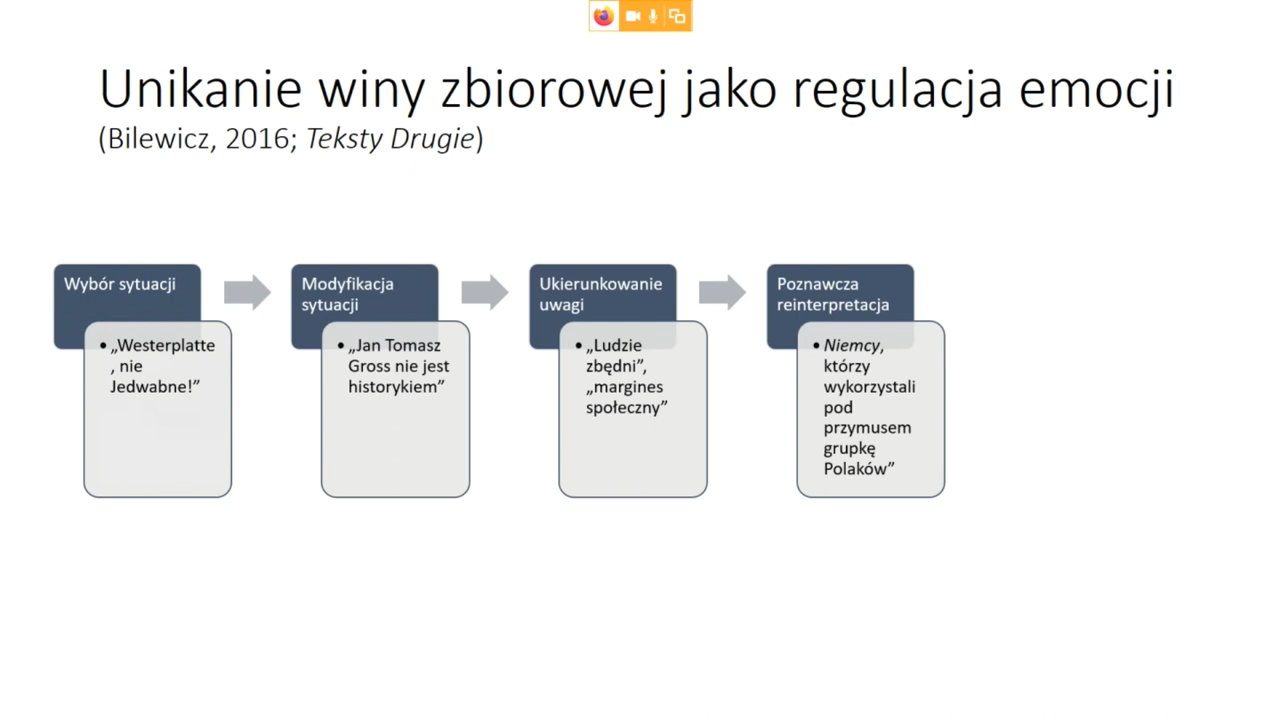 Unikanie winy zbiorowej jako regulacja emocji
(Bilewicz, 2016; Teksty Drugie)
Wybór sytuacji
• „Westerplatte
, nie
Jedwabne!”
Modyfikacja
sytuacji
• „Jan Tomasz
Gross nie jest
historykiem”
Ukierunkowanie
uwagi
• „Ludzie
zbędni”,
„margines
społeczny”
Poznawcza
reinterpretacja
• Niemcy,
którzy
wykorzystali
pod
przymusem
grupkę
Polaków”